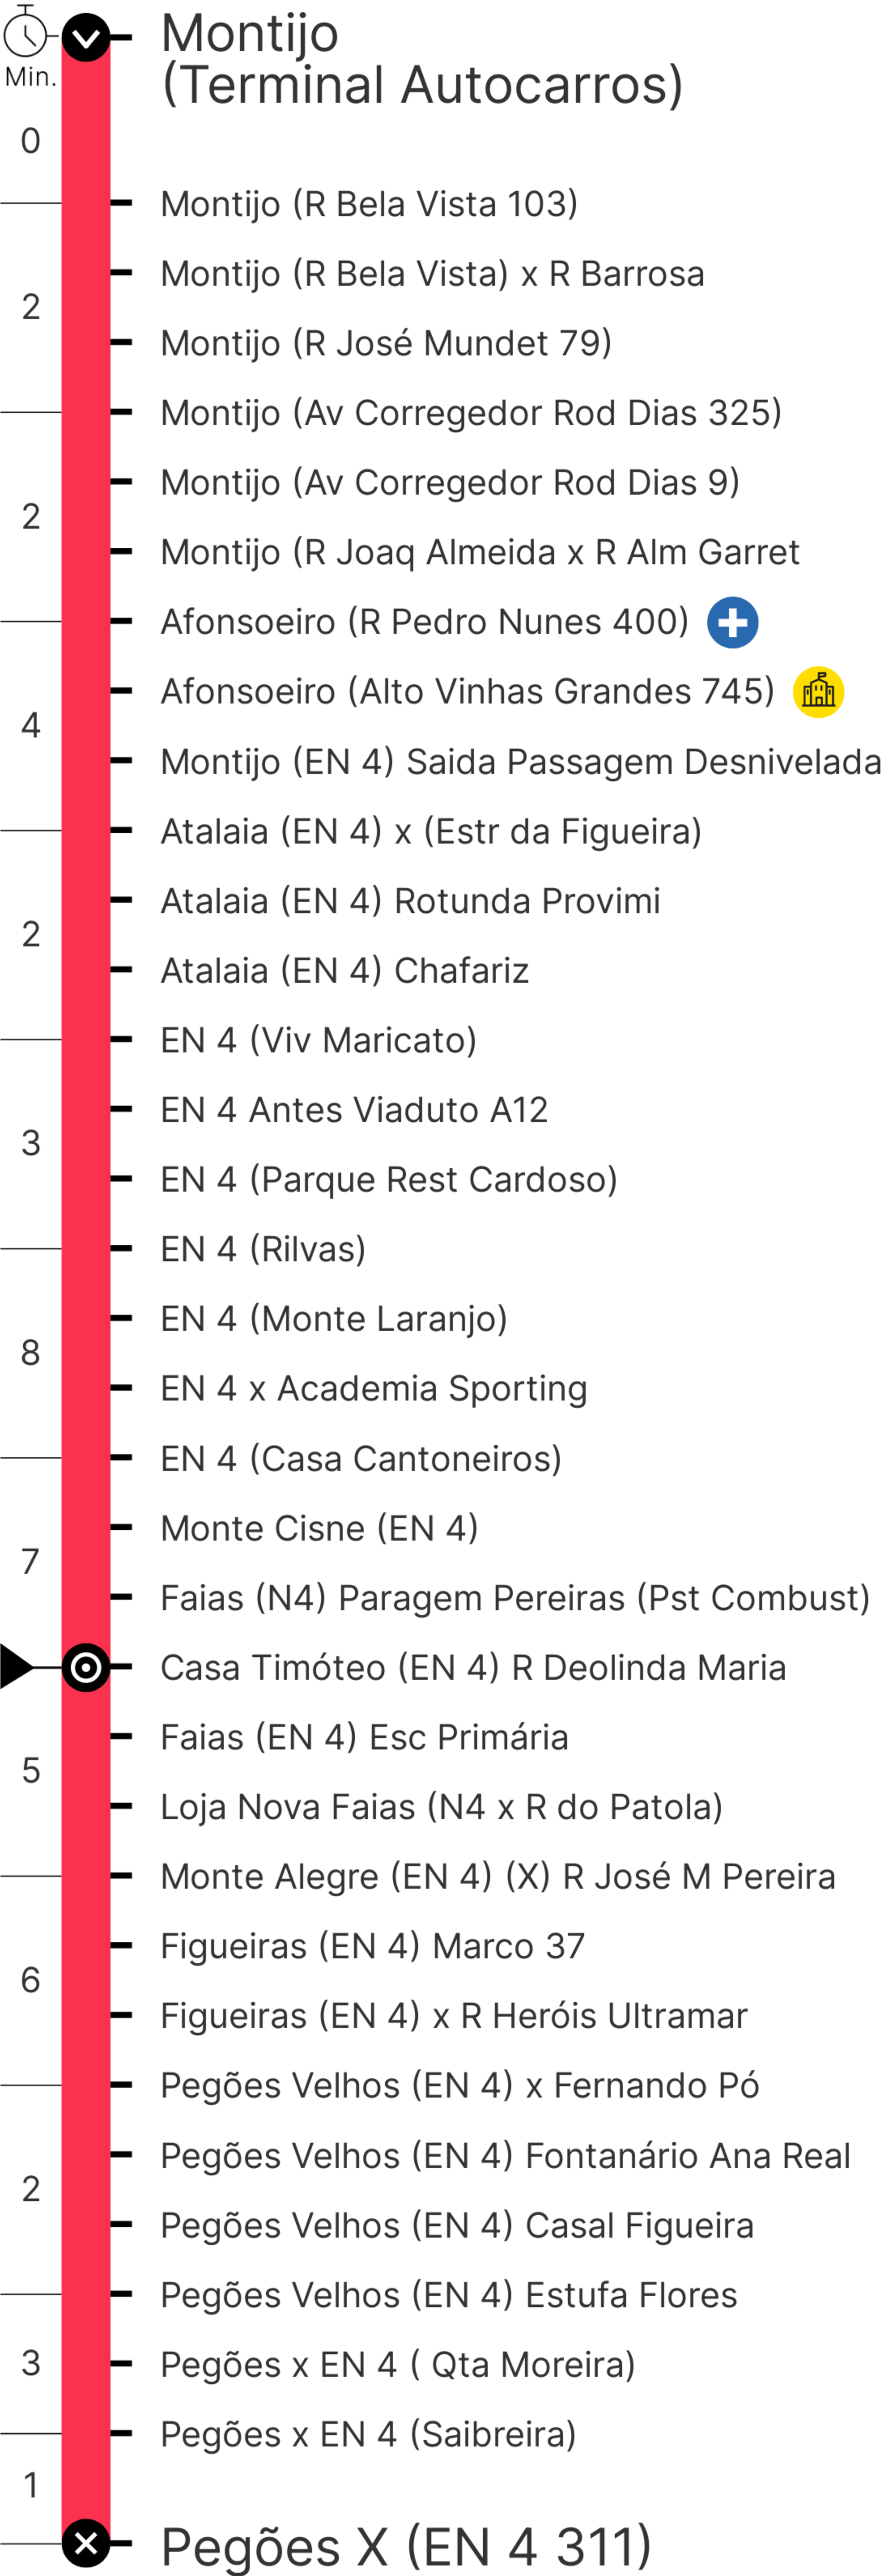 Montijo
(Terminal Autocarros)
Min.
0
Montijo (R Bela Vista 103)
Montijo (R Bela Vista) x R Barrosa
2
Montijo (R José Mundet 79)
Montijo (Av Corregedor Rod Dias 325)
Montijo (Av Corregedor Rod Dias 9)
2
Montijo (R Joaq Almeida x R Alm Garret
Afonsoeiro (R Pedro Nunes 400)
Afonsoeiro (Alto Vinhas Grandes 745)
4
Montijo (EN 4) Saida Passagem Desnivelada
Atalaia (EN 4) x (Estr da Figueira)
Atalaia (EN 4) Rotunda Provimi
2
Atalaia (EN 4) Chafariz
EN 4 (Viv Maricato)
EN 4 Antes Viaduto A12
3
EN 4 (Parque Rest Cardoso)
EN 4 (Rilvas)
EN 4 (Monte Laranjo)
8
EN 4 x Academia Sporting
EN 4 (Casa Cantoneiros)
Monte Cisne (EN 4)
7
Faias (N4) Paragem Pereiras (Pst Combust)
Casa Timóteo (EN 4) R Deolinda Maria
Faias (EN 4) Esc Primária
5
Loja Nova Faias (N4 x R do Patola)
Monte Alegre (EN 4) (X) R José M Pereira
Figueiras (EN 4) Marco 37
6
Figueiras (EN 4) x R Heróis Ultramar
Pegões Velhos (EN 4) x Fernando Pó
Pegões Velhos (EN 4) Fontanário Ana Real
2
Pegões Velhos (EN 4) Casal Figueira
Pegões Velhos (EN 4) Estufa Flores
3
Pegões x EN 4 ( Qta Moreira)
Pegões x EN 4 (Saibreira)
1
Pegões X (EN 4 311)